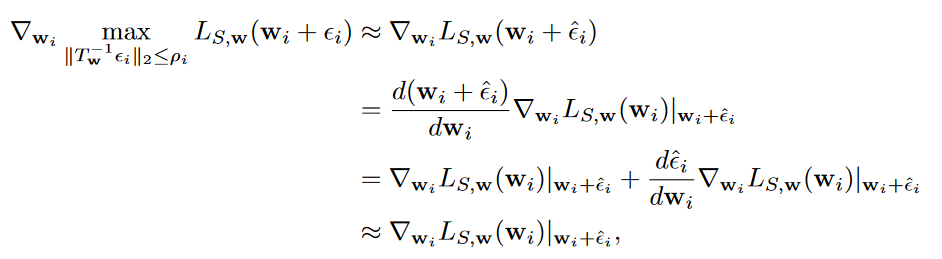 ∇_{𝐰_i} max_{‖T_𝐰^{−1}ϵ_i‖_2≤ρ_i} L_{S,𝐰}(𝐰_i + ϵ_i) ≈ ∇_{𝐰_i} L_{S,𝐰}(𝐰_i + ϵ̂_i)
= \frac{d(𝐰_i + ϵ̂_i)}{d𝐰_i} ∇_{𝐰_i} L_{S,𝐰}(𝐰_i)|_{𝐰_i+ϵ̂_i}
= ∇_{𝐰_i} L_{S,𝐰}(𝐰_i)|_{𝐰_i+ϵ̂_i} + \frac{dϵ̂_i}{d𝐰_i} ∇_{𝐰_i} L_{S,𝐰}(𝐰_i)|_{𝐰_i+ϵ̂_i}
≈ ∇_{𝐰_i} L_{S,𝐰}(𝐰_i)|_{𝐰_i+ϵ̂_i},